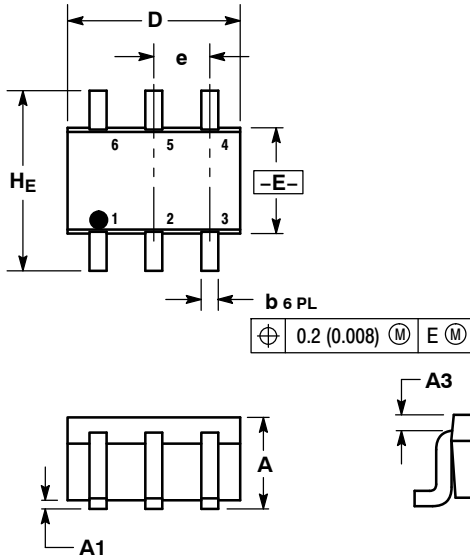 D
e
6 5 4
HE
–E–
1 2 3
b 6 PL
⌖ 0.2 (0.008) Ⓜ E Ⓜ
A3
A
A1